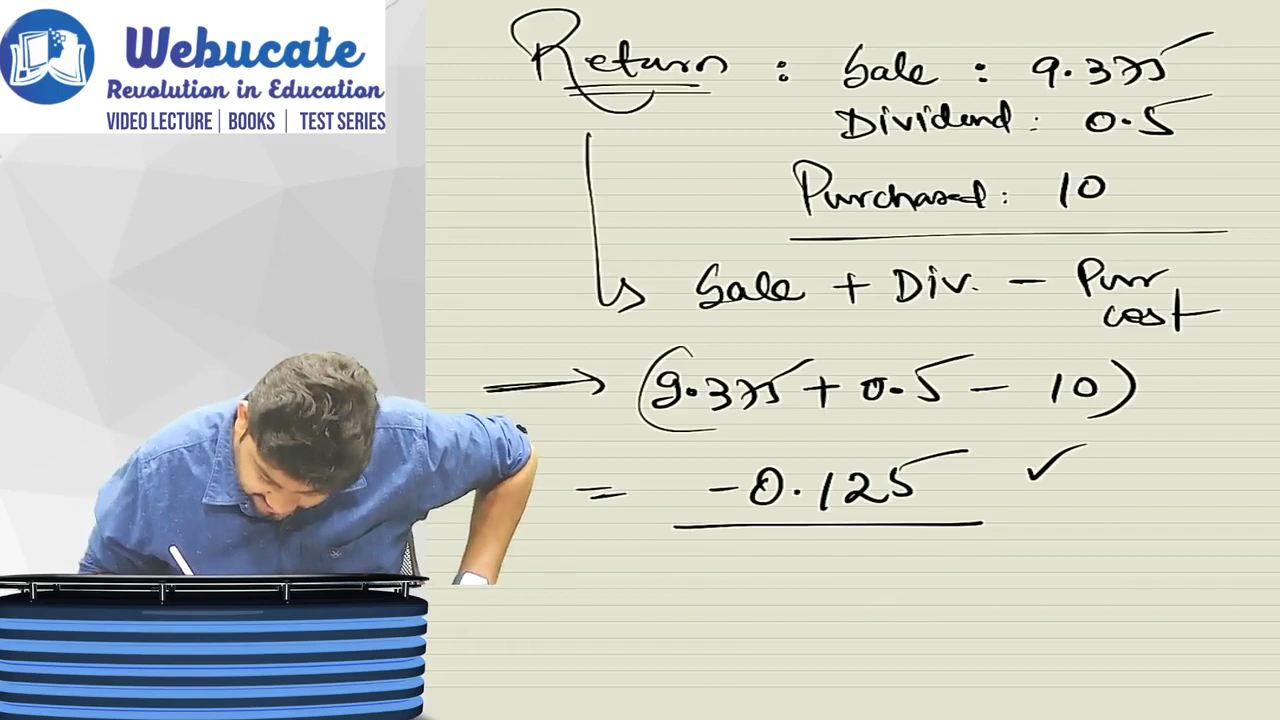 Webucate
Revolution in Education
VIDEO LECTURE | BOOKS | TEST SERIES
Return : Sale : 9.375
Dividend : 0.5
Purchased : 10
Sale + Div. - Purr cost
→ (9.375 + 0.5 - 10)
= -0.125 ✓